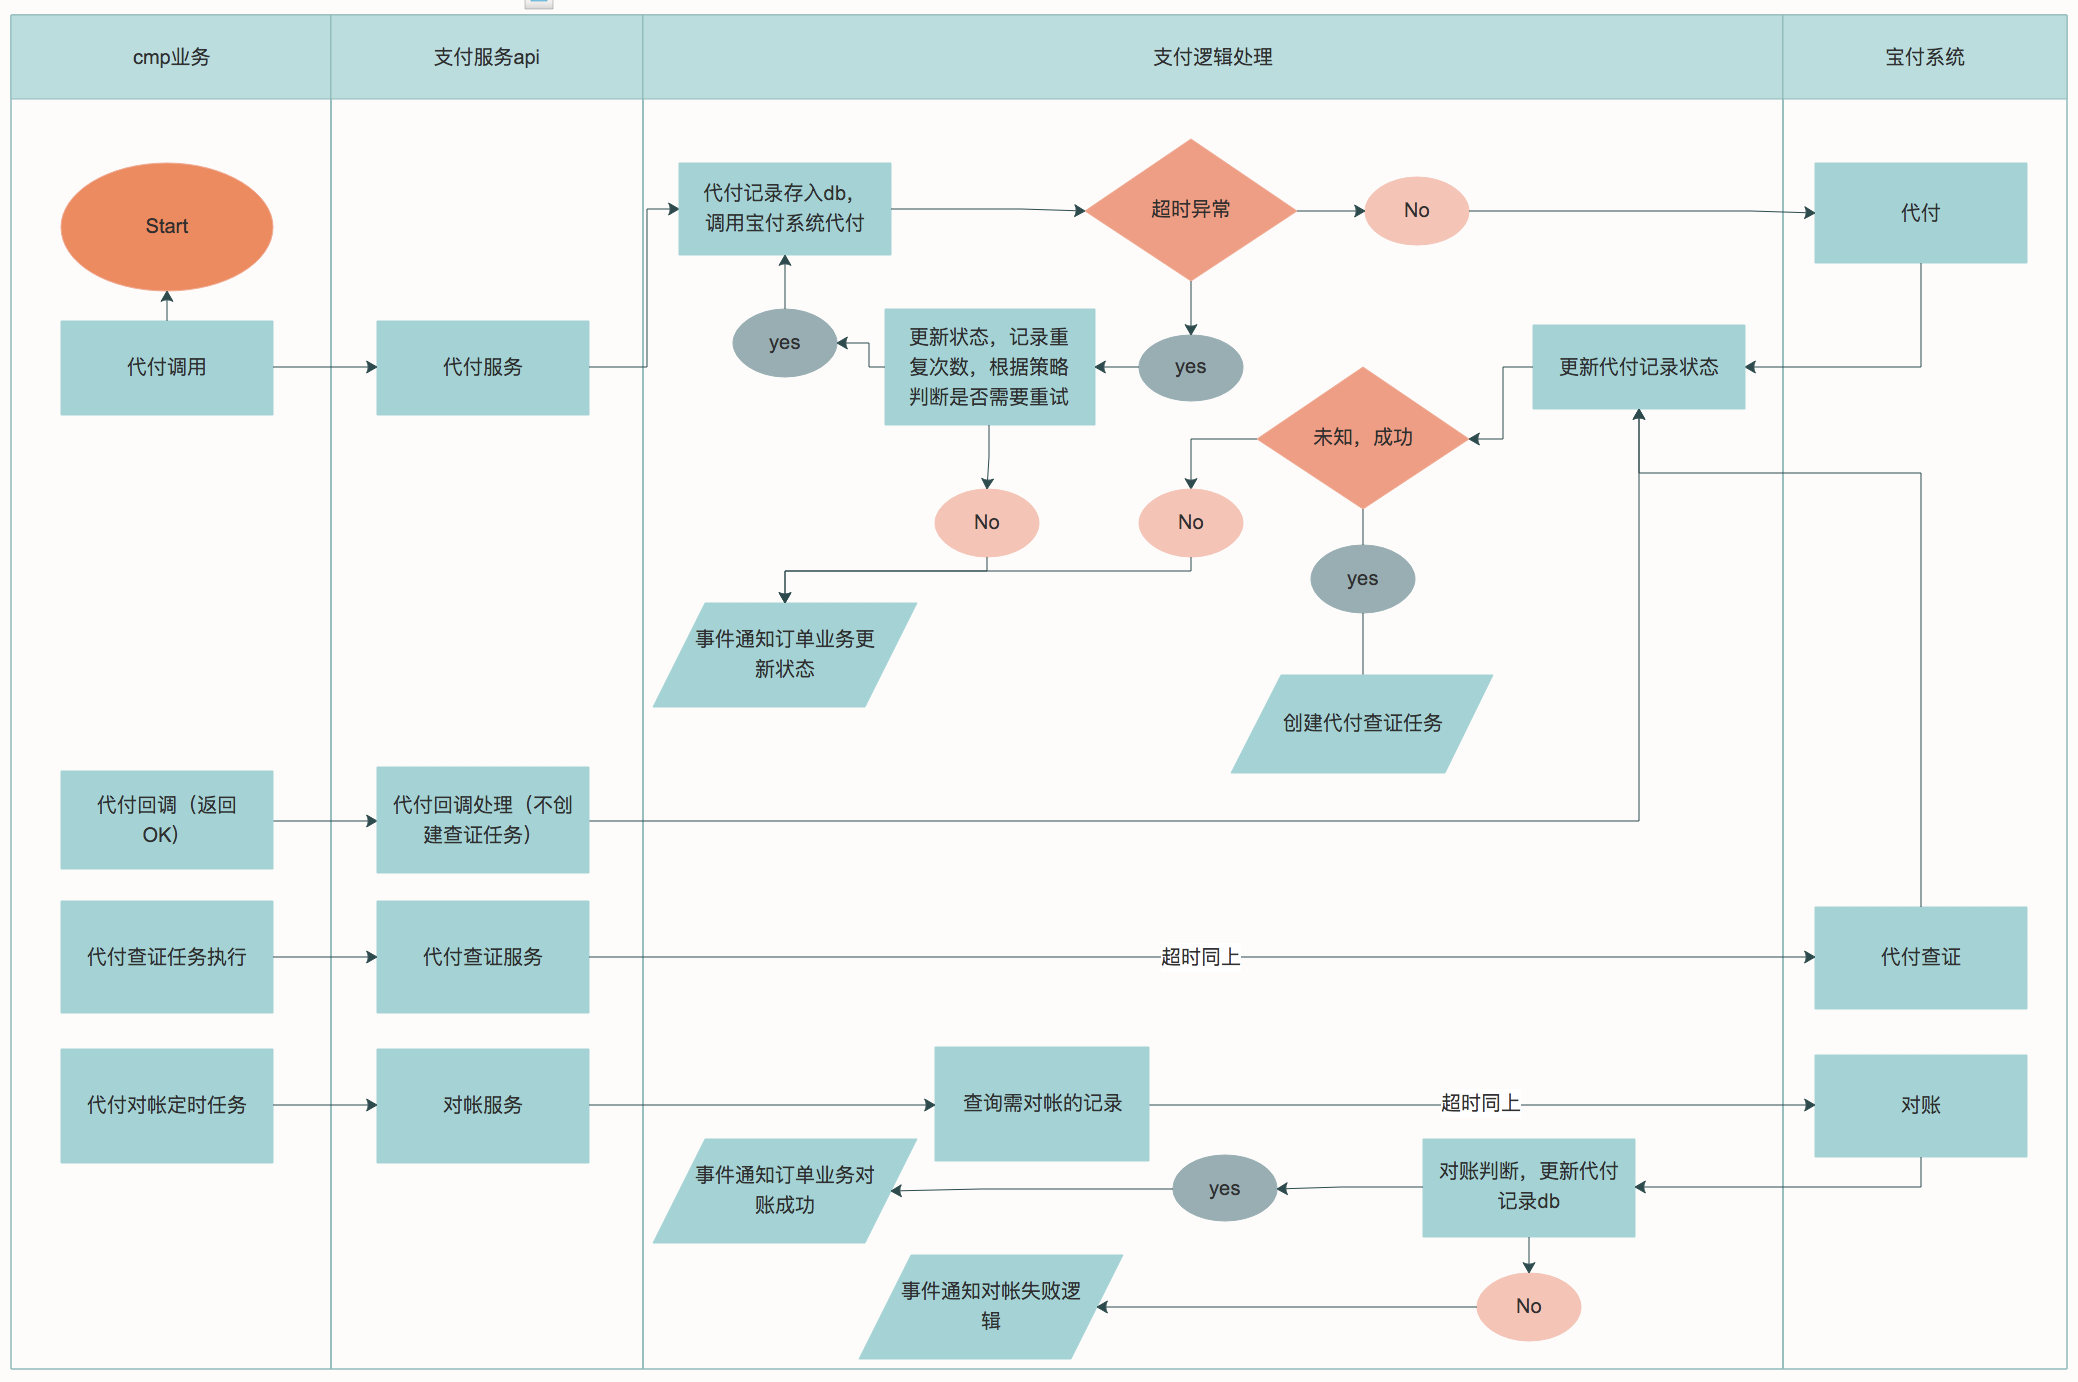 cmp业务
支付服务api
支付逻辑处理
宝付系统
Start
代付记录存入db，
调用宝付系统代付
超时异常
No
代付
代付调用
代付服务
yes
更新状态，记录重
复次数，根据策略
判断是否需要重试
yes
更新代付记录状态
未知，成功
No
No
yes
事件通知订单业务更
新状态
创建代付查证任务
代付回调（返回
OK）
代付回调处理（不创
建查证任务）
代付查证任务执行
代付查证服务
超时同上
代付查证
代付对帐定时任务
对帐服务
查询需对帐的记录
超时同上
对账
事件通知订单业务对
账成功
yes
对账判断，更新代付
记录db
事件通知对帐失败逻
辑
No